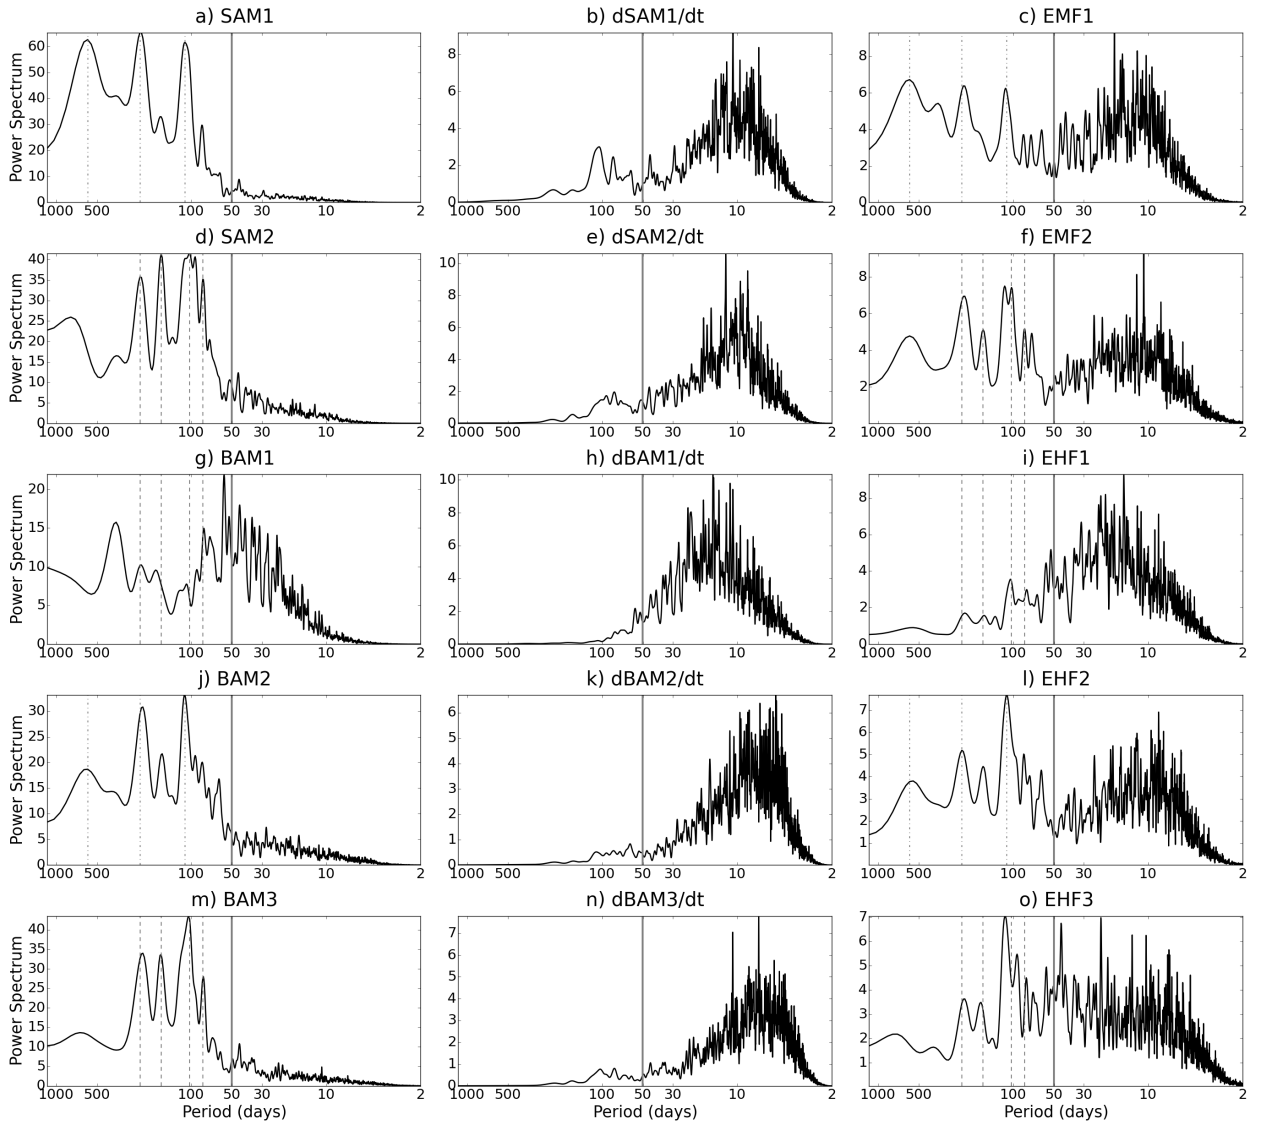 a) SAM1 b) dSAM1/dt c) EMF1
Power Spectrum
60 50 40 30 20 10 0
8 6 4 2 0
8 6 4 2 0
1000 500 100 50 30 10 2 1000 500 100 50 30 10 2 1000 500 100 50 30 10 2
d) SAM2 e) dSAM2/dt f) EMF2
Power Spectrum
40 35 30 25 20 15 10 5 0
10 8 6 4 2 0
8 6 4 2
1000 500 100 50 30 10 2 1000 500 100 50 30 10 2 1000 500 100 50 30 10 2
g) BAM1 h) dBAM1/dt i) EHF1
Power Spectrum
20 15 10 5 0
10 8 6 4 2 0
8 6 4 2 0
1000 500 100 50 30 10 2 1000 500 100 50 30 10 2 1000 500 100 50 30 10 2
j) BAM2 k) dBAM2/dt l) EHF2
Power Spectrum
30 25 20 15 10 5 0
6 5 4 3 2 1 0
7 6 5 4 3 2 1
1000 500 100 50 30 10 2 1000 500 100 50 30 10 2 1000 500 100 50 30 10 2
m) BAM3 n) dBAM3/dt o) EHF3
Power Spectrum
40 35 30 25 20 15 10 5 0
7 6 5 4 3 2 1 0
7 6 5 4 3 2 1
1000 500 100 50 30 10 2 1000 500 100 50 30 10 2 1000 500 100 50 30 10 2
Period (days) Period (days) Period (days)